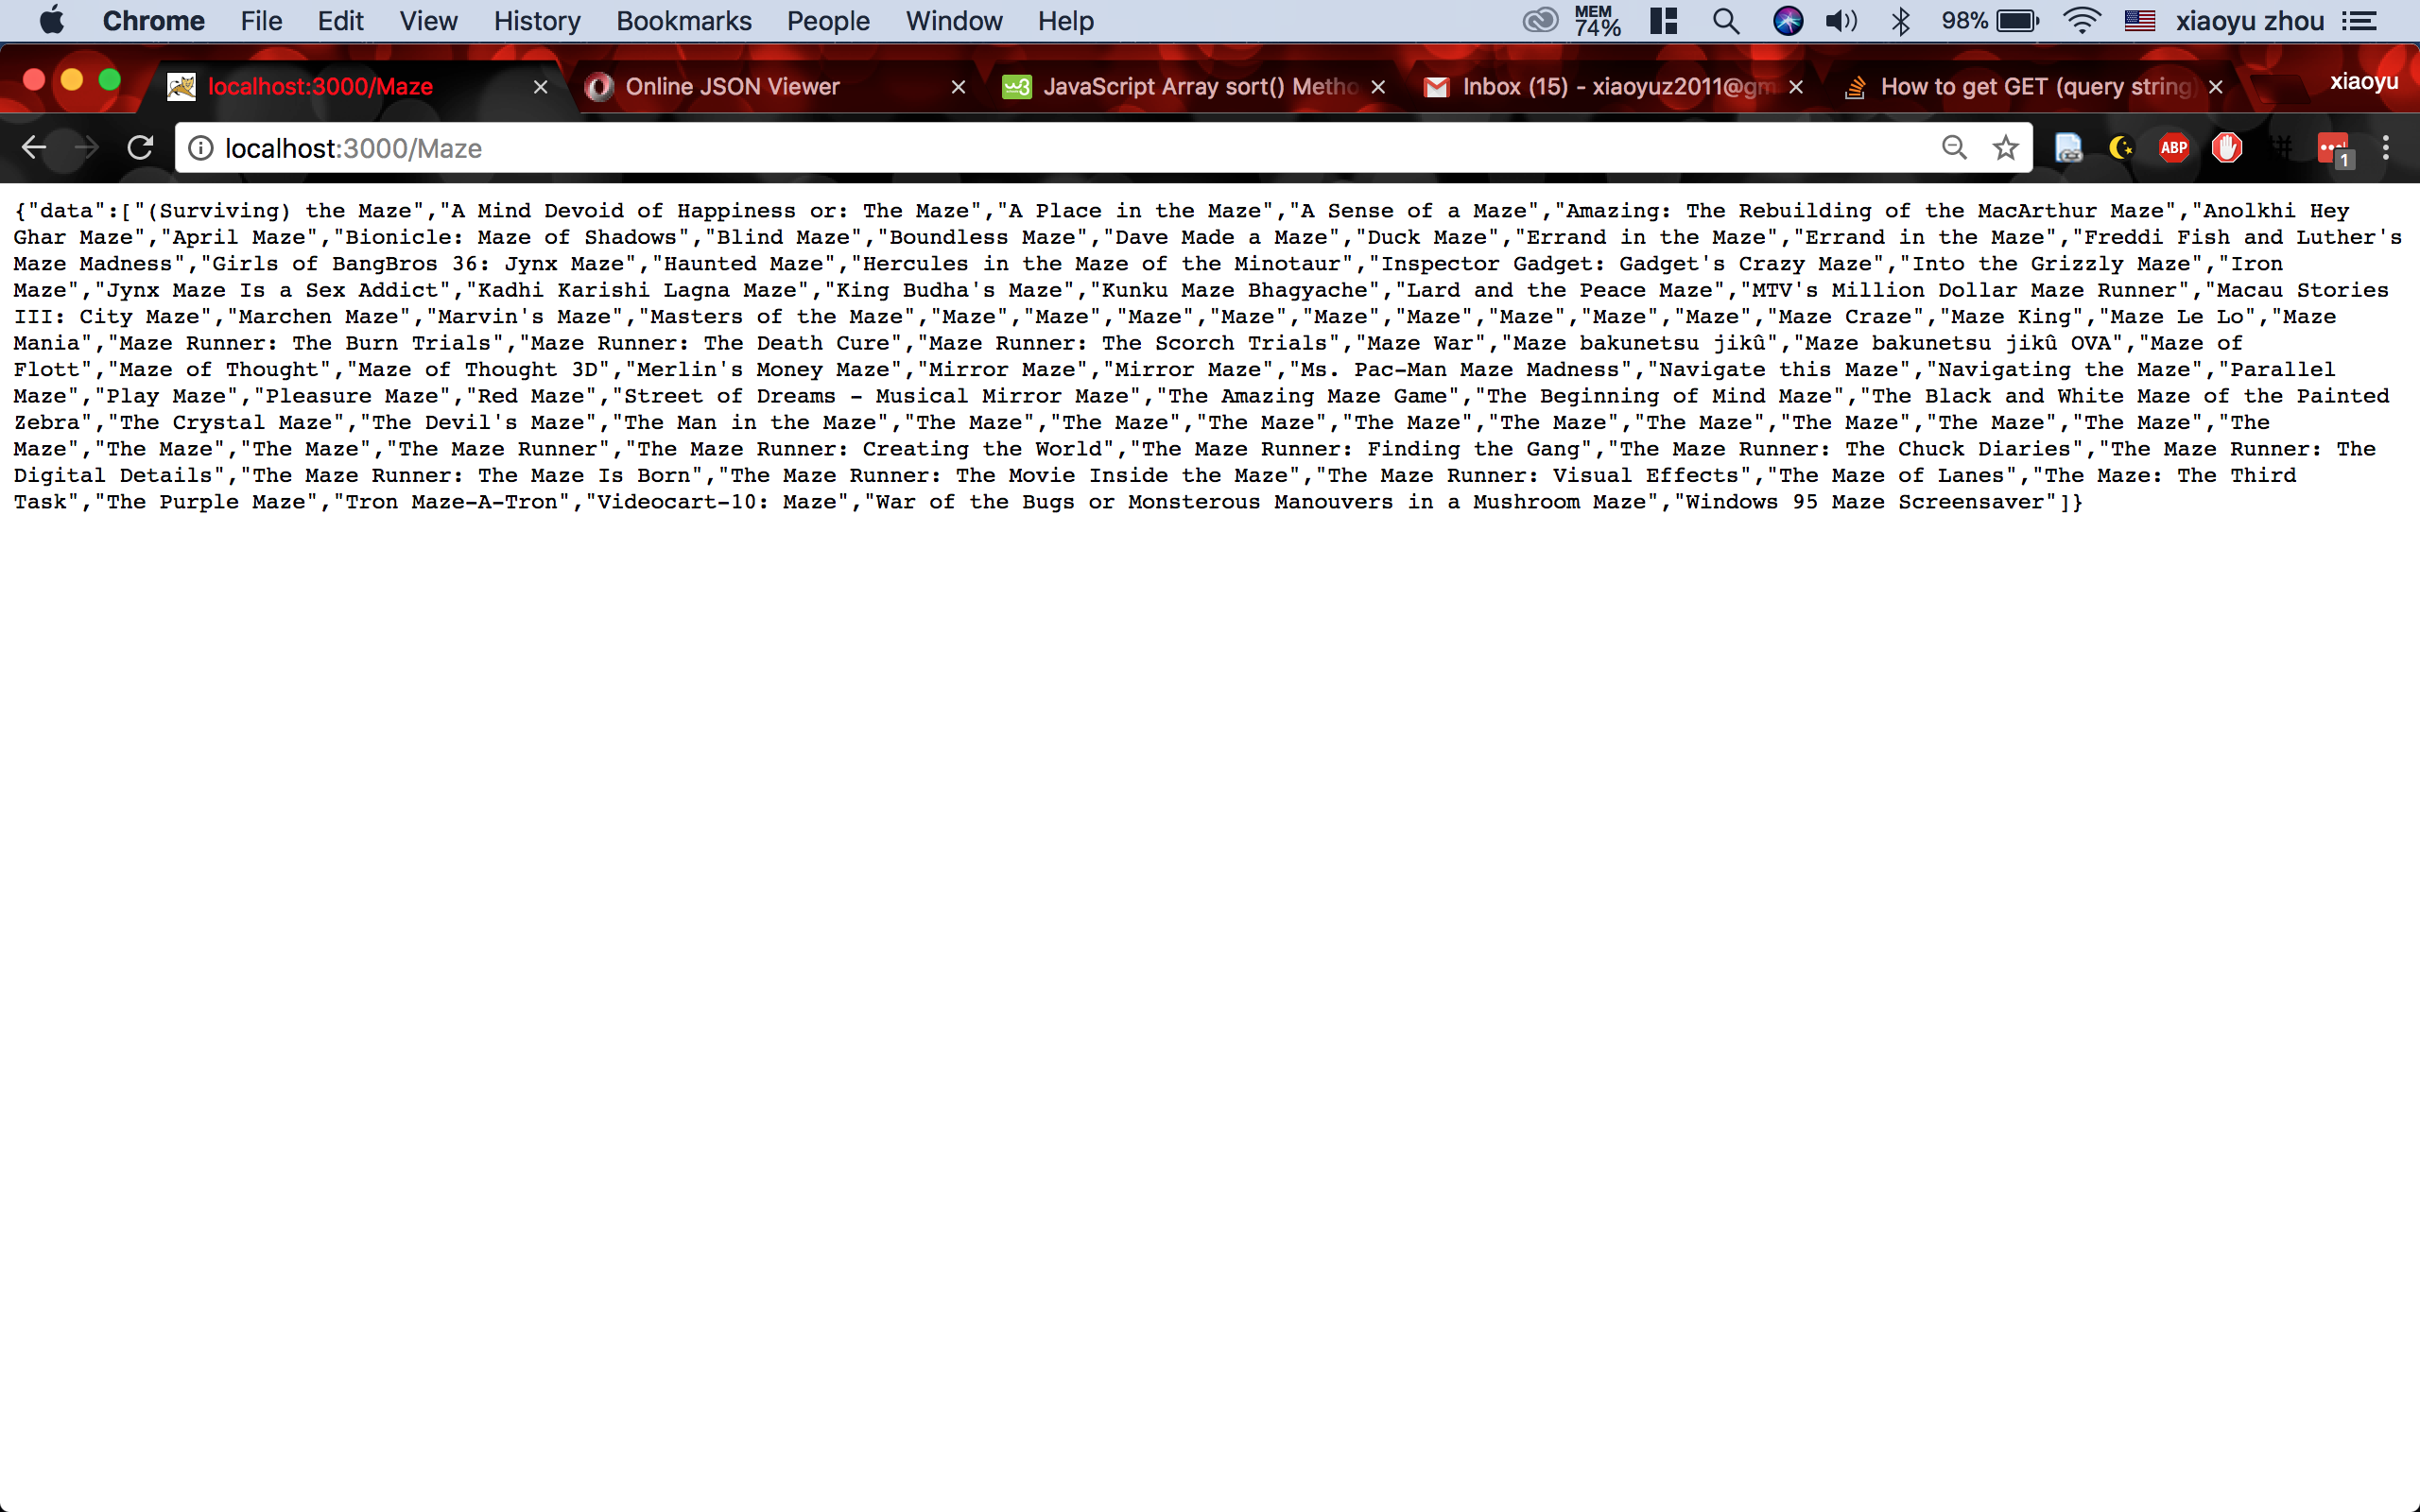 Chrome File Edit View History Bookmarks People Window Help MEM 74% 98% xiaoyu zhou
localhost:3000/Maze Online JSON Viewer JavaScript Array sort() Metho Inbox (15) - xiaoyuz2011@gm How to get GET (query string xiaoyu
localhost:3000/Maze ABP 1
{"data":["(Surviving) the Maze","A Mind Devoid of Happiness or: The Maze","A Place in the Maze","A Sense of a Maze","Amazing: The Rebuilding of the MacArthur Maze","Anolkhi Hey
Ghar Maze","April Maze","Bionicle: Maze of Shadows","Blind Maze","Boundless Maze","Dave Made a Maze","Duck Maze","Errand in the Maze","Errand in the Maze","Freddi Fish and Luther's
Maze Madness","Girls of BangBros 36: Jynx Maze","Haunted Maze","Hercules in the Maze of the Minotaur","Inspector Gadget: Gadget's Crazy Maze","Into the Grizzly Maze","Iron
Maze","Jynx Maze Is a Sex Addict","Kadhi Karishi Lagna Maze","King Budha's Maze","Kunku Maze Bhagyache","Lard and the Peace Maze","MTV's Million Dollar Maze Runner","Macau Stories
III: City Maze","Marchen Maze","Marvin's Maze","Masters of the Maze","Maze","Maze","Maze","Maze","Maze","Maze","Maze","Maze","Maze","Maze Craze","Maze King","Maze Le Lo","Maze
Mania","Maze Runner: The Burn Trials","Maze Runner: The Death Cure","Maze Runner: The Scorch Trials","Maze War","Maze bakunetsu jikû","Maze bakunetsu jikû OVA","Maze of
Flott","Maze of Thought","Maze of Thought 3D","Merlin's Money Maze","Mirror Maze","Mirror Maze","Ms. Pac-Man Maze Madness","Navigate this Maze","Navigating the Maze","Parallel
Maze","Play Maze","Pleasure Maze","Red Maze","Street of Dreams - Musical Mirror Maze","The Amazing Maze Game","The Beginning of Mind Maze","The Black and White Maze of the Painted
Zebra","The Crystal Maze","The Devil's Maze","The Man in the Maze","The Maze","The Maze","The Maze","The Maze","The Maze","The Maze","The Maze","The Maze","The
Maze","The Maze","The Maze","The Maze Runner","The Maze Runner: Creating the World","The Maze Runner: Finding the Gang","The Maze Runner: The Chuck Diaries","The Maze Runner: The
Digital Details","The Maze Runner: The Maze Is Born","The Maze Runner: The Movie Inside the Maze","The Maze Runner: Visual Effects","The Maze of Lanes","The Maze: The Third
Task","The Purple Maze","Tron Maze-A-Tron","Videocart-10: Maze","War of the Bugs or Monsterous Manouvers in a Mushroom Maze","Windows 95 Maze Screensaver"]}